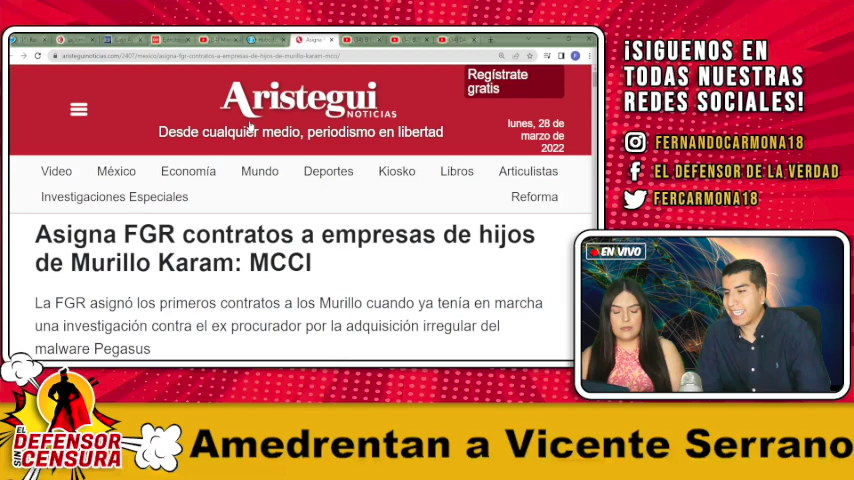 aristeguinoticias.com/2407/mexico/asigna-fgr-contratos-a-empresas-de-hijos-de-murillo-karam-mcci/
Regístrate
gratis
Aristegui
NOTICIAS
Desde cualquier medio, periodismo en libertad
lunes, 28 de
marzo de
2022
Video México Economía Mundo Deportes Kiosko Libros Articulistas
Investigaciones Especiales Reforma
Asigna FGR contratos a empresas de hijos
de Murillo Karam: MCCI
La FGR asignó los primeros contratos a los Murillo cuando ya tenía en marcha
una investigación contra el ex procurador por la adquisición irregular del
malware Pegasus
¡SIGUENOS EN
TODAS NUESTRAS
REDES SOCIALES!
FERNANDOCARMONA18
EL DEFENSOR DE LA VERDAD
FERCARMONA18
EN VIVO
EL
DEFENSOR
SIN
CENSURA
Amedrentan a Vicente Serrano